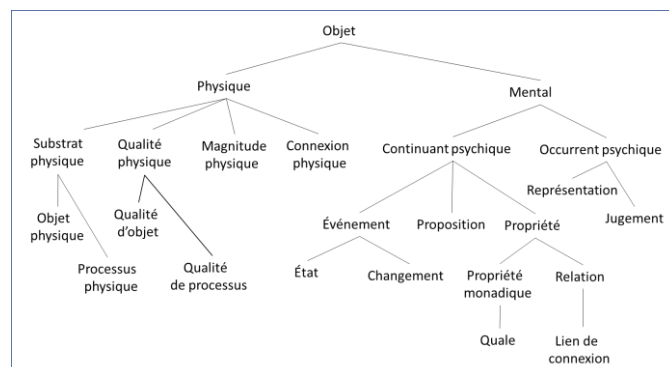 Objet
Physique
Mental
Substrat
physique
Qualité
physique
Magnitude
physique
Connexion
physique
Continuant psychique
Occurrent psychique
Représentation
Jugement
Objet
physique
Qualité
d'objet
Événement
Proposition
Propriété
Processus
physique
Qualité
de processus
État
Changement
Propriété
monadique
Relation
Quale
Lien de
connexion